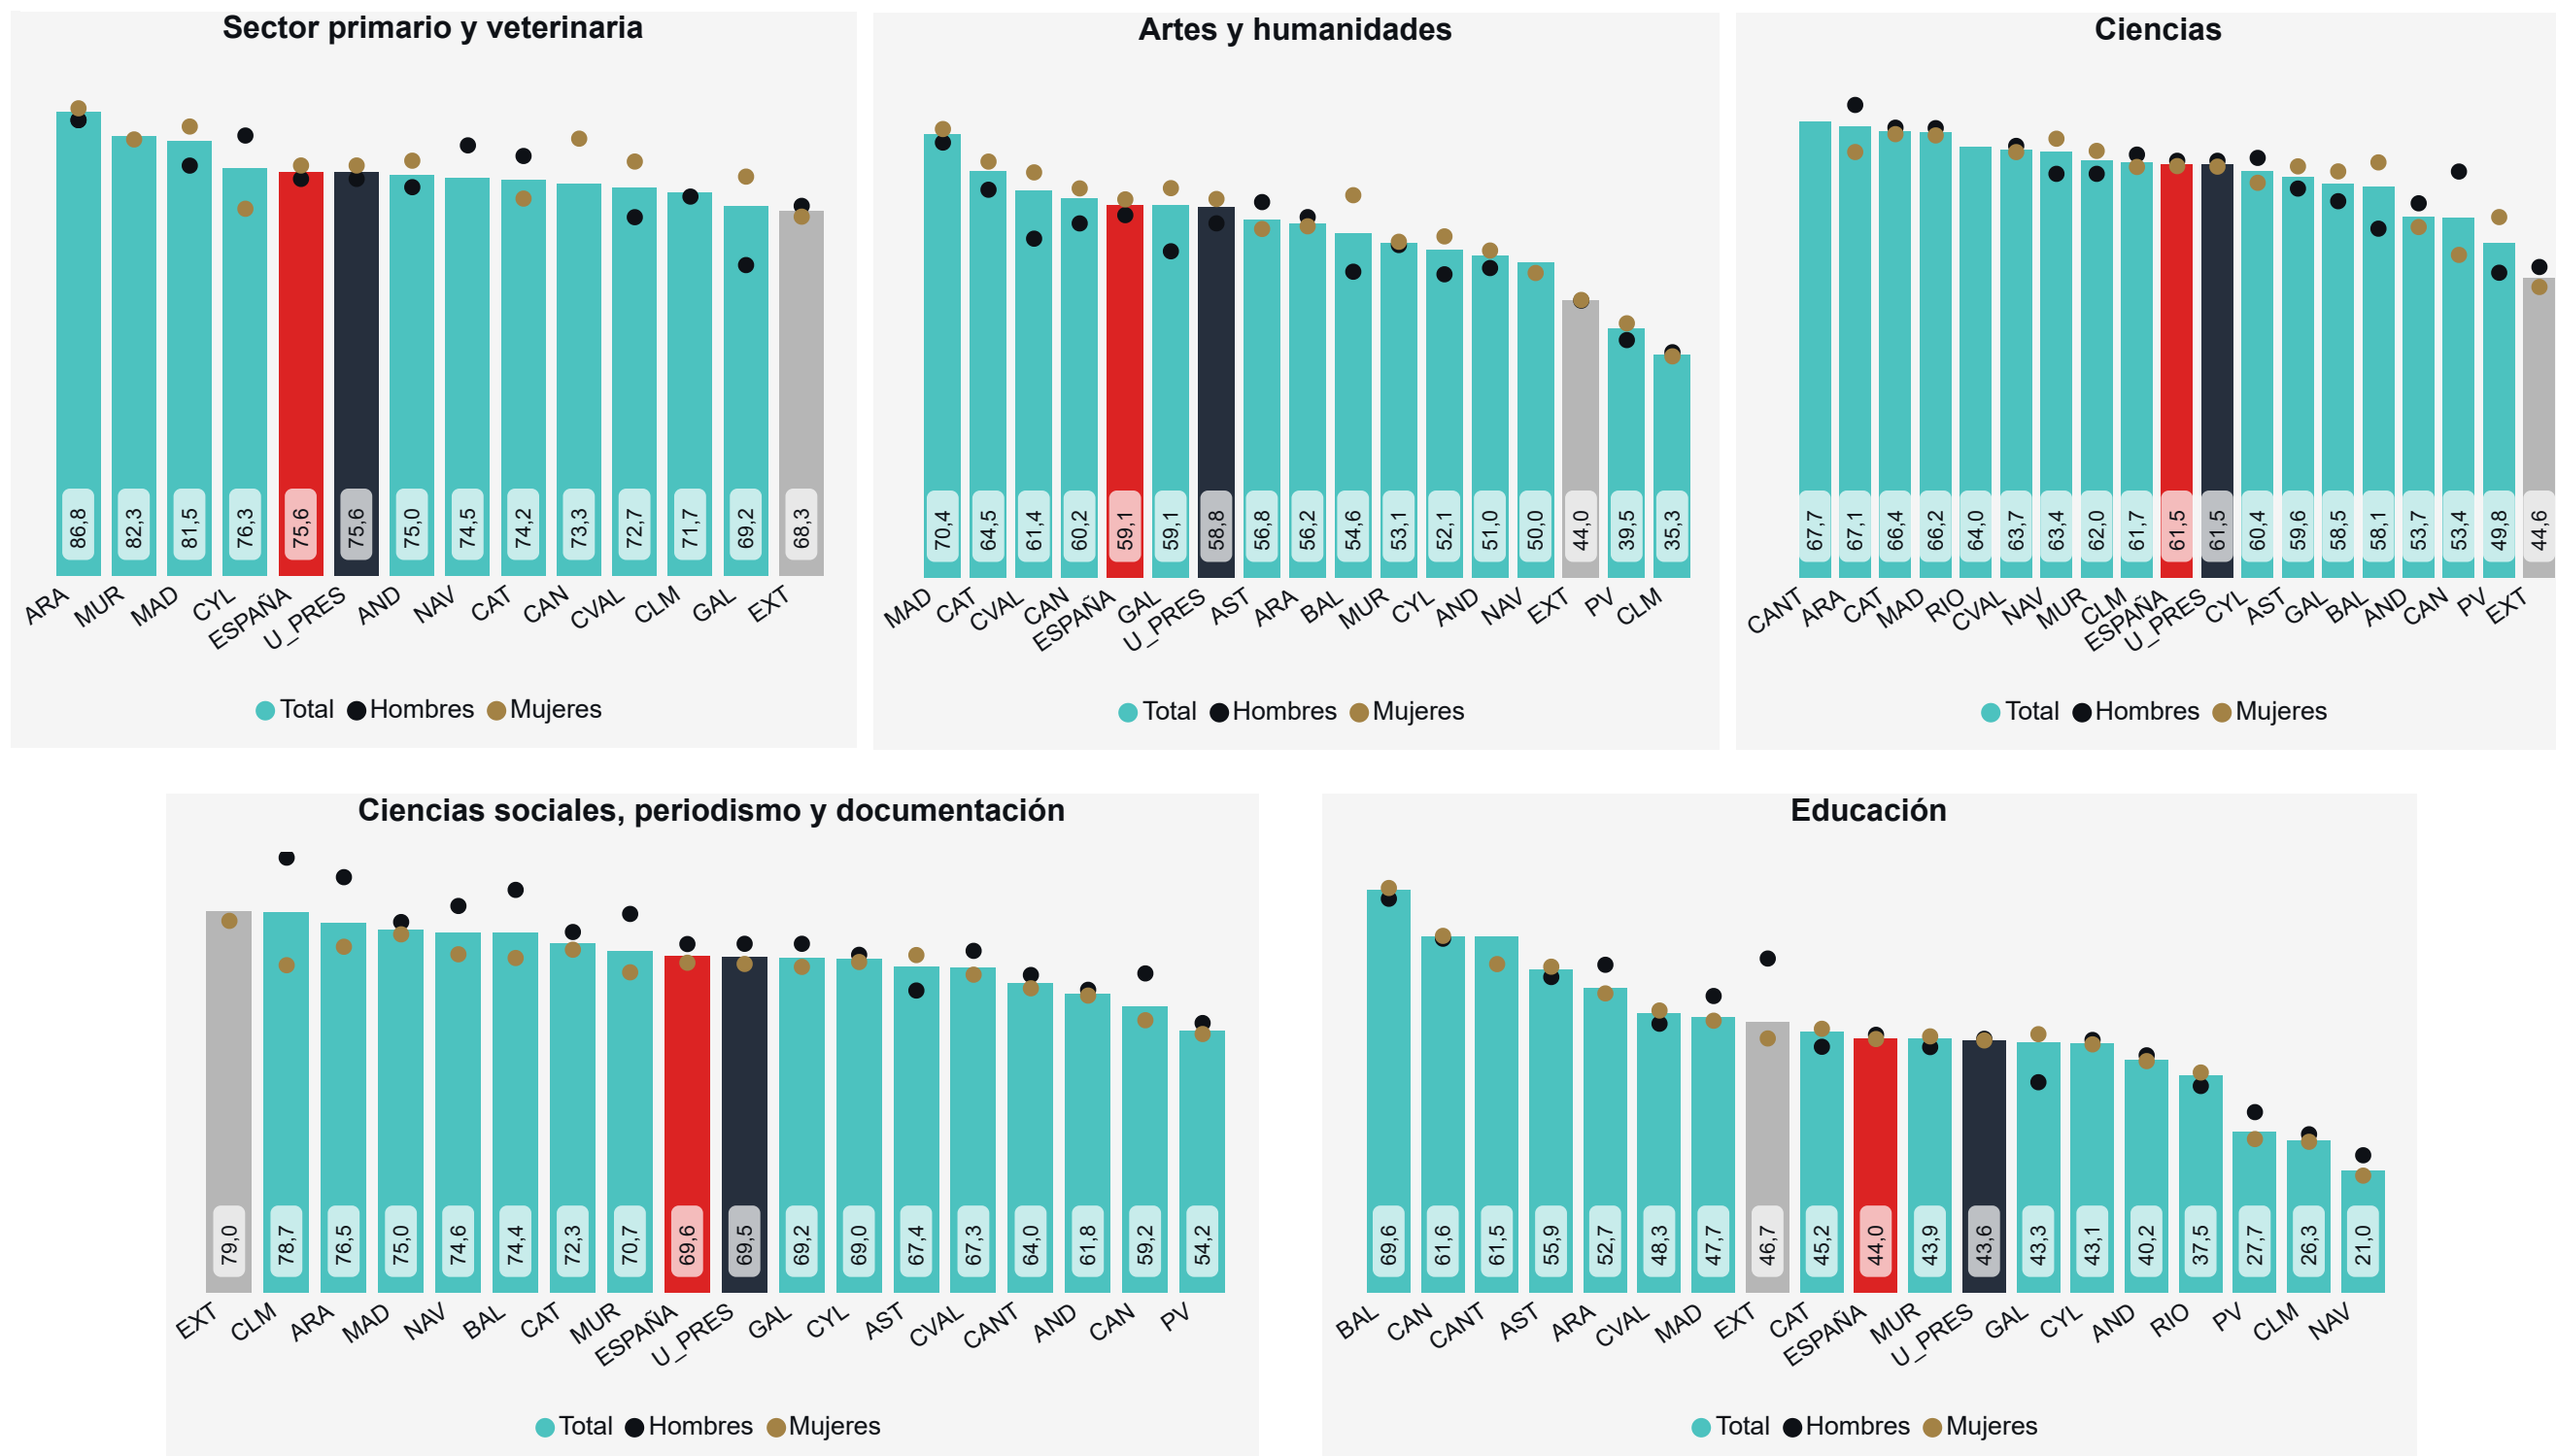 Sector primario y veterinaria
86,8 82,3 81,5 76,3 75,6 75,6 75,0 74,5 74,2 73,3 72,7 71,7 69,2 68,3
ARA MUR MAD CYL ESPAÑA U_PRES AND NAV CAT CAN CVAL CLM GAL EXT
Total Hombres Mujeres
Artes y humanidades
70,4 64,5 61,4 60,2 59,1 59,1 58,8 56,8 56,2 54,6 53,1 52,1 51,0 50,0 44,0 39,5 35,3
MAD CAT CVAL CAN ESPAÑA GAL U_PRES AST ARA BAL MUR CYL AND NAV EXT PV CLM
Total Hombres Mujeres
Ciencias
67,7 67,1 66,4 66,2 64,0 63,7 63,4 62,0 61,7 61,5 61,5 60,4 59,6 58,5 58,1 53,7 53,4 49,8 44,6
CANT ARA CAT MAD RIO CVAL NAV MUR CLM ESPAÑA U_PRES CYL AST GAL BAL AND CAN PV EXT
Total Hombres Mujeres
Ciencias sociales, periodismo y documentación
79,0 78,7 76,5 75,0 74,6 74,4 72,3 70,7 69,6 69,5 69,2 69,0 67,4 67,3 64,0 61,8 59,2 54,2
EXT CLM ARA MAD NAV BAL CAT MUR ESPAÑA U_PRES GAL CYL AST CVAL CANT AND CAN PV
Total Hombres Mujeres
Educación
69,6 61,6 61,5 55,9 52,7 48,3 47,7 46,7 45,2 44,0 43,9 43,6 43,3 43,1 40,2 37,5 27,7 26,3 21,0
BAL CAN CANT AST ARA CVAL MAD EXT CAT ESPAÑA MUR U_PRES GAL CYL AND RIO PV CLM NAV
Total Hombres Mujeres